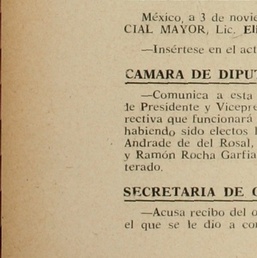 México, a 3 de novie
CIAL MAYOR, Lic. El
—Insértese en el act
CAMARA DE DIPUT
—Comunica a esta
le Presidente y Vicepre
rectiva que funcionará
habiendo sido electos l
Andrade de del Rosal,
y Ramón Rocha Garfia
terado.
SECRETARIA DE G
—Acusa recibo del o
el que se le dio a con